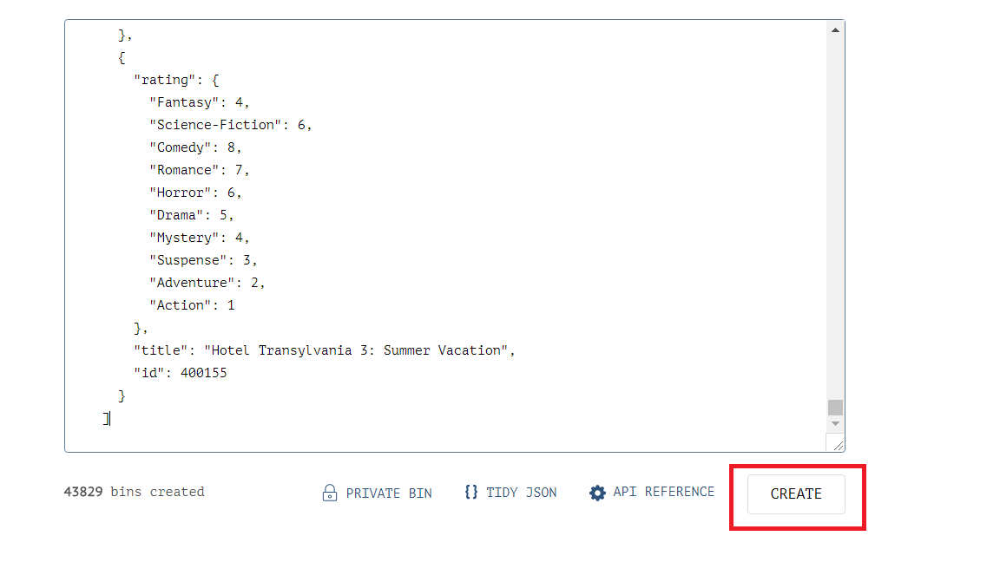 },
{
"rating": {
"Fantasy": 4,
"Science-Fiction": 6,
"Comedy": 8,
"Romance": 7,
"Horror": 6,
"Drama": 5,
"Mystery": 4,
"Suspense": 3,
"Adventure": 2,
"Action": 1
},
"title": "Hotel Transylvania 3: Summer Vacation",
"id": 400155
}
]
43829 bins created PRIVATE BIN {} TIDY JSON API REFERENCE CREATE